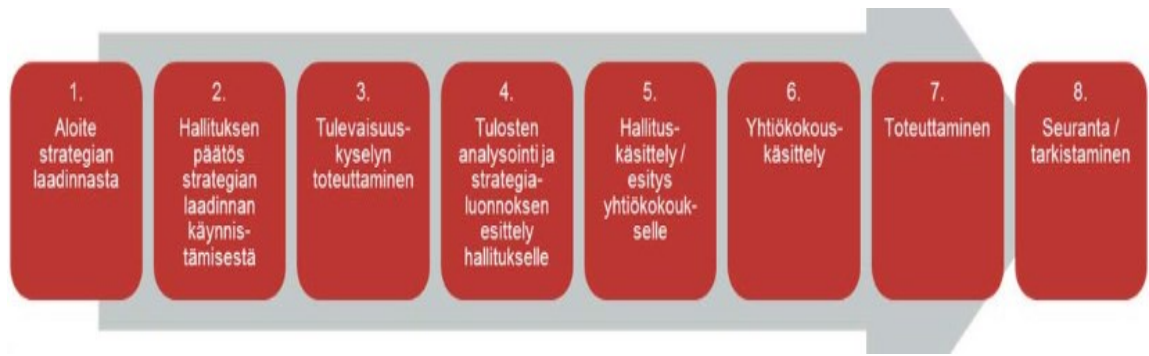 1.
Aloite
strategian
laadinnasta
2.
Hallituksen
päätös
strategian
laadinnan
käynnis-
tämisestä
3.
Tulevaisuus-
kyselyn
toteuttaminen
4.
Tulosten
analysointi ja
strategia-
luonnoksen
esittely
hallitukselle
5.
Hallitus-
käsittely /
esitys
yhtiökokouk-
selle
6.
Yhtiökokous-
käsittely
7.
Toteuttaminen
8.
Seuranta /
tarkistaminen